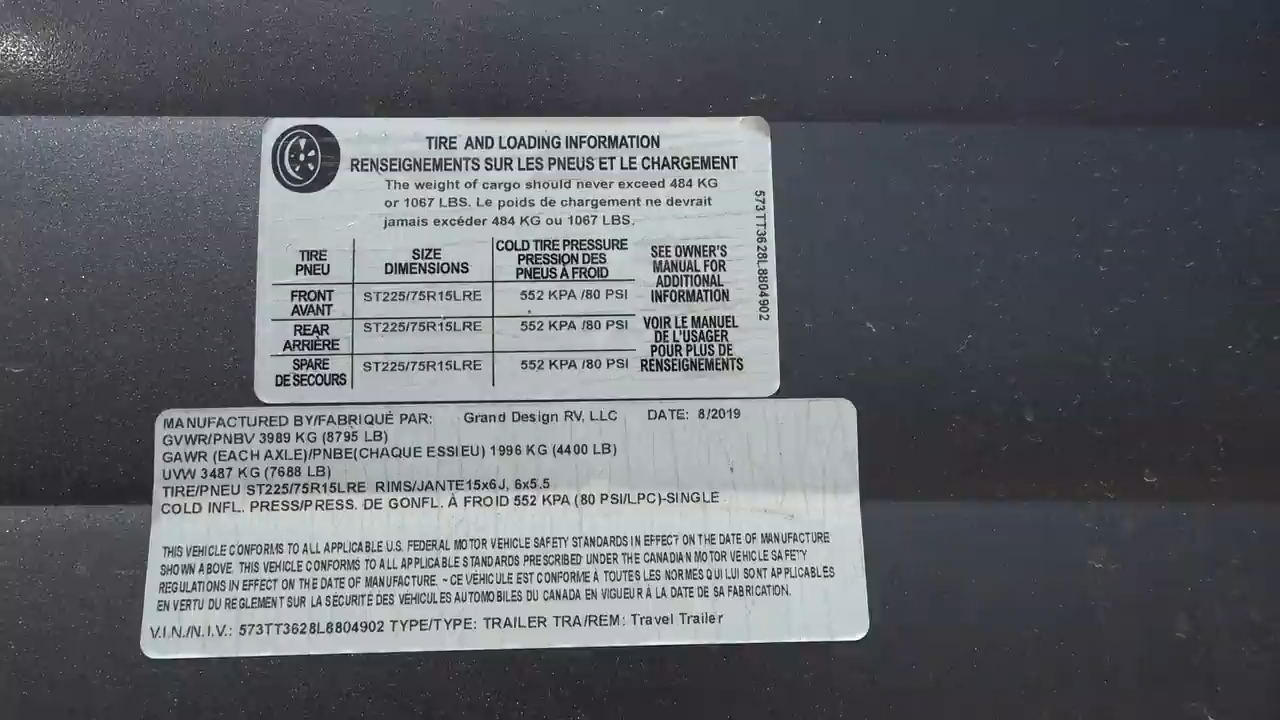 TIRE AND LOADING INFORMATION
RENSEIGNEMENTS SUR LES PNEUS ET LE CHARGEMENT
The weight of cargo should never exceed 484 KG
or 1067 LBS. Le poids de chargement ne devrait
jamais excéder 484 KG ou 1067 LBS.
TIRE PNEU SIZE DIMENSIONS COLD TIRE PRESSURE PRESSION DES PNEUS À FROID
FRONT AVANT ST225/75R15LRE 552 KPA /80 PSI
REAR ARRIÈRE ST225/75R15LRE 552 KPA /80 PSI
SPARE DE SECOURS ST225/75R15LRE 552 KPA /80 PSI
SEE OWNER'S
MANUAL FOR
ADDITIONAL
INFORMATION
VOIR LE MANUEL
DE L'USAGER
POUR PLUS DE
RENSEIGNEMENTS
573TT3628L8804902
MANUFACTURED BY/FABRIQUÉ PAR: Grand Design RV, LLC DATE: 8/2019
GVWR/PNBV 3989 KG (8795 LB)
GAWR (EACH AXLE)/PNBE(CHAQUE ESSIEU) 1996 KG (4400 LB)
UVW 3487 KG (7688 LB)
TIRE/PNEU ST225/75R15LRE RIMS/JANTE15x6J, 6x5.5
COLD INFL. PRESS/PRESS. DE GONFL. À FROID 552 KPA (80 PSI/LPC)-SINGLE
THIS VEHICLE CONFORMS TO ALL APPLICABLE U.S. FEDERAL MOTOR VEHICLE SAFETY STANDARDS IN EFFECT ON THE DATE OF MANUFACTURE
SHOWN ABOVE. THIS VEHICLE CONFORMS TO ALL APPLICABLE STANDARDS PRESCRIBED UNDER THE CANADIAN MOTOR VEHICLE SAFETY
REGULATIONS IN EFFECT ON THE DATE OF MANUFACTURE. ~ CE VÉHICULE EST CONFORME À TOUTES LES NORMES QUI LUI SONT APPLICABLES
EN VERTU DU REGLEMENT SUR LA SÉCURITÉ DES VÉHICULES AUTOMOBILES DU CANADA EN VIGUEUR À LA DATE DE SA FABRICATION.
V.I.N./N.I.V.: 573TT3628L8804902 TYPE/TYPE: TRAILER TRA/REM: Travel Trailer